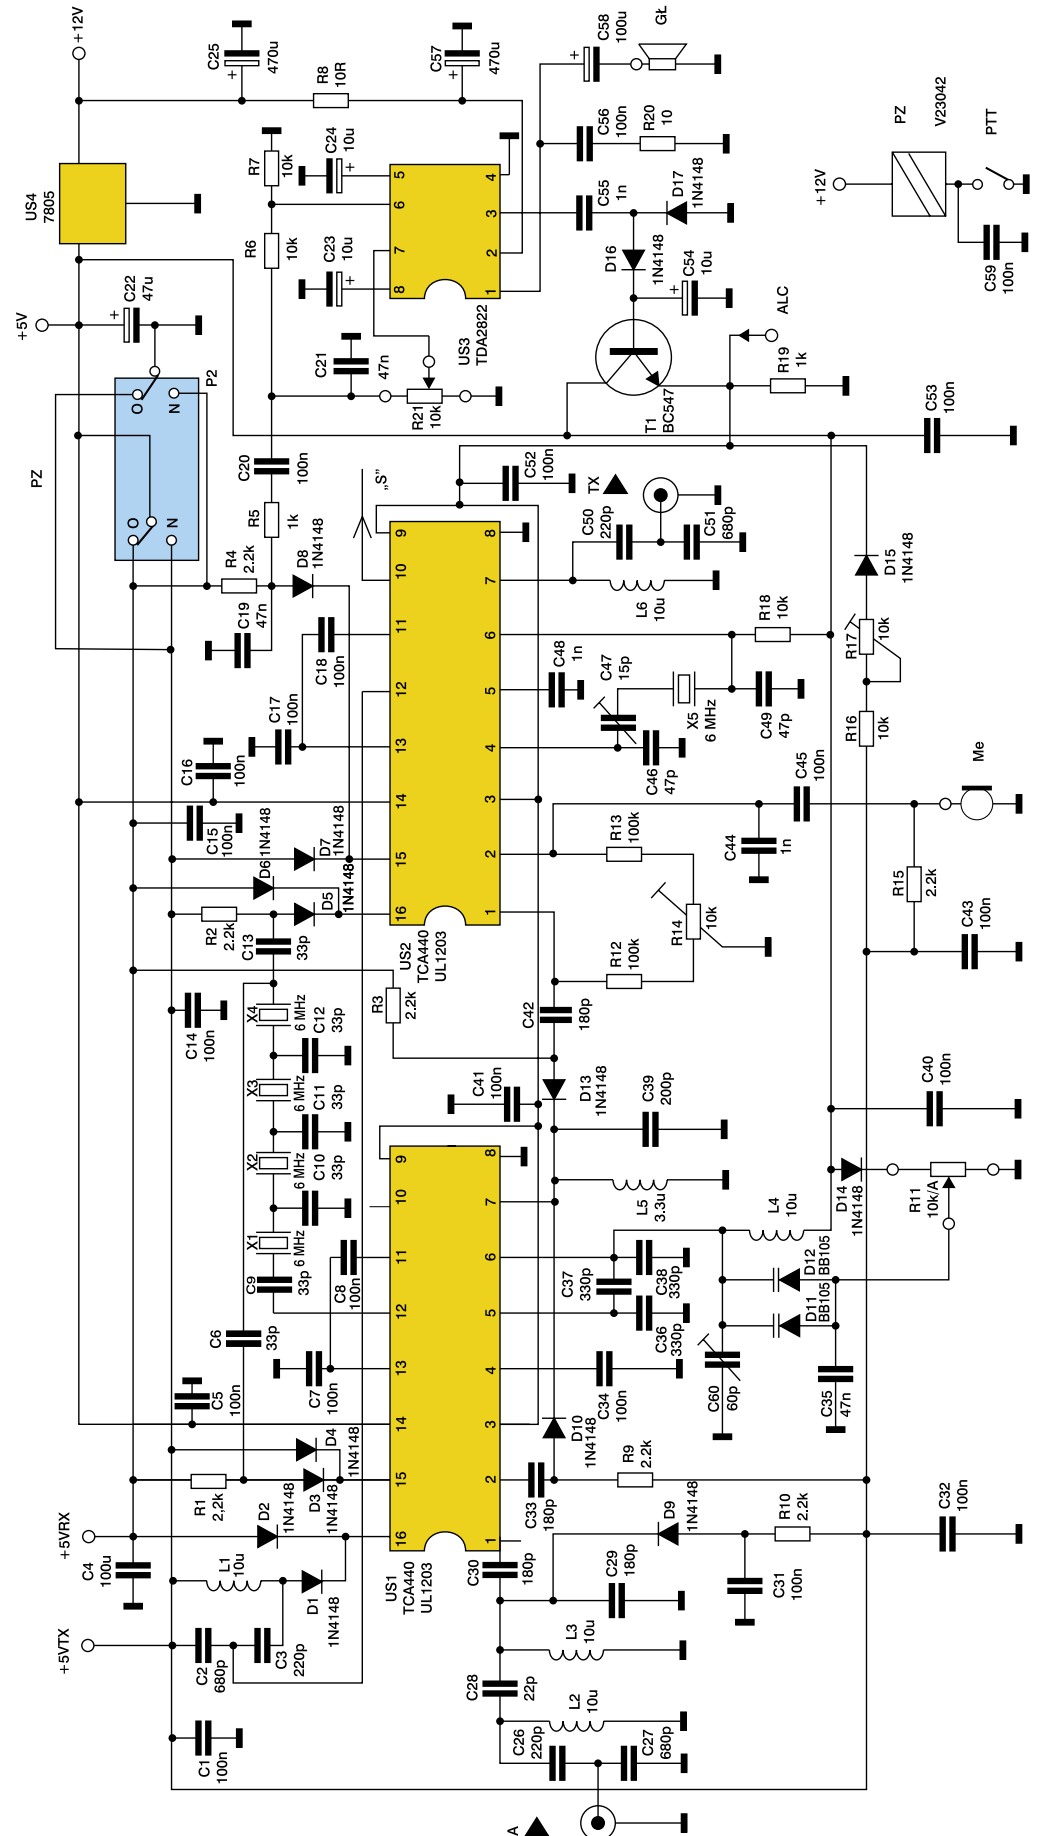 +12V
C25
470u
R8
10R
C57
470u
C58
100u
+
GŁ
US4
7805
R7
10k
C24
10u
+
C56
100n
R20
10
PZ
V23042
PTT
+12V
C59
100n
R6
10k
C23
10u
+
5
6
7
8
4
3
2
1
US3
TDA2822
C55
1n
D17
1N4148
D16
1N4148
C54
10u
+
+5V
C22
47u
+
C21
47n
R21
10k
T1
BC547
ALC
R19
1k
PZ
O
N
P2
O
N
C20
100n
R5
1k
„S”
C52
100n
TX
C53
100n
R4
2.2k
D8
1N4148
C19
47n
C18
100n
C50
220p
C51
680p
L6
10u
D15
1N4148
R17
10k
R18
10k
R16
10k
C17
100n
C16
100n
C15
100n
C48
1n
C47
15p
X5
6 MHz
C49
47p
C46
47p
9
10
11
12
13
14
15
16
8
7
6
5
4
3
2
1
US2
TCA440
UL1203
D6
1N4148
D7
1N4148
D5
1N4148
R2
2.2k
C13
33p
R13
100k
R14
10k
R12
100k
C44
1n
C45
100n
Me
R15
2.2k
C43
100n
C14
100n
X4
6 MHz
C12
33p
X3
6 MHz
C11
33p
X2
6 MHz
C10
33p
X1
6 MHz
C9
33p
R3
2.2k
C42
180p
C41
100n
D13
1N4148
C39
200p
C40
100n
L5
3.3u
L4
10u
D14
1N4148
R11
10k/A
C8
100n
C7
100n
C6
33p
C5
100n
C37
330p
C38
330p
C36
330p
D12
BB105
D11
BB105
C60
60p
C35
47n
C34
100n
9
10
11
12
13
14
15
16
8
7
6
5
4
3
2
1
US1
TCA440
UL1203
D4
1N4148
D3
1N4148
D2
1N4148
R1
2,2k
D10
1N4148
R9
2.2k
C33
180p
D9
1N4148
R10
2.2k
C32
100n
+5VRX
C4
100u
L1
10u
D1
1N4148
C30
180p
C29
180p
C31
100n
+5VTX
C2
680p
C3
220p
C28
22p
L3
10u
L2
10u
C1
100n
C26
220p
C27
680p
A